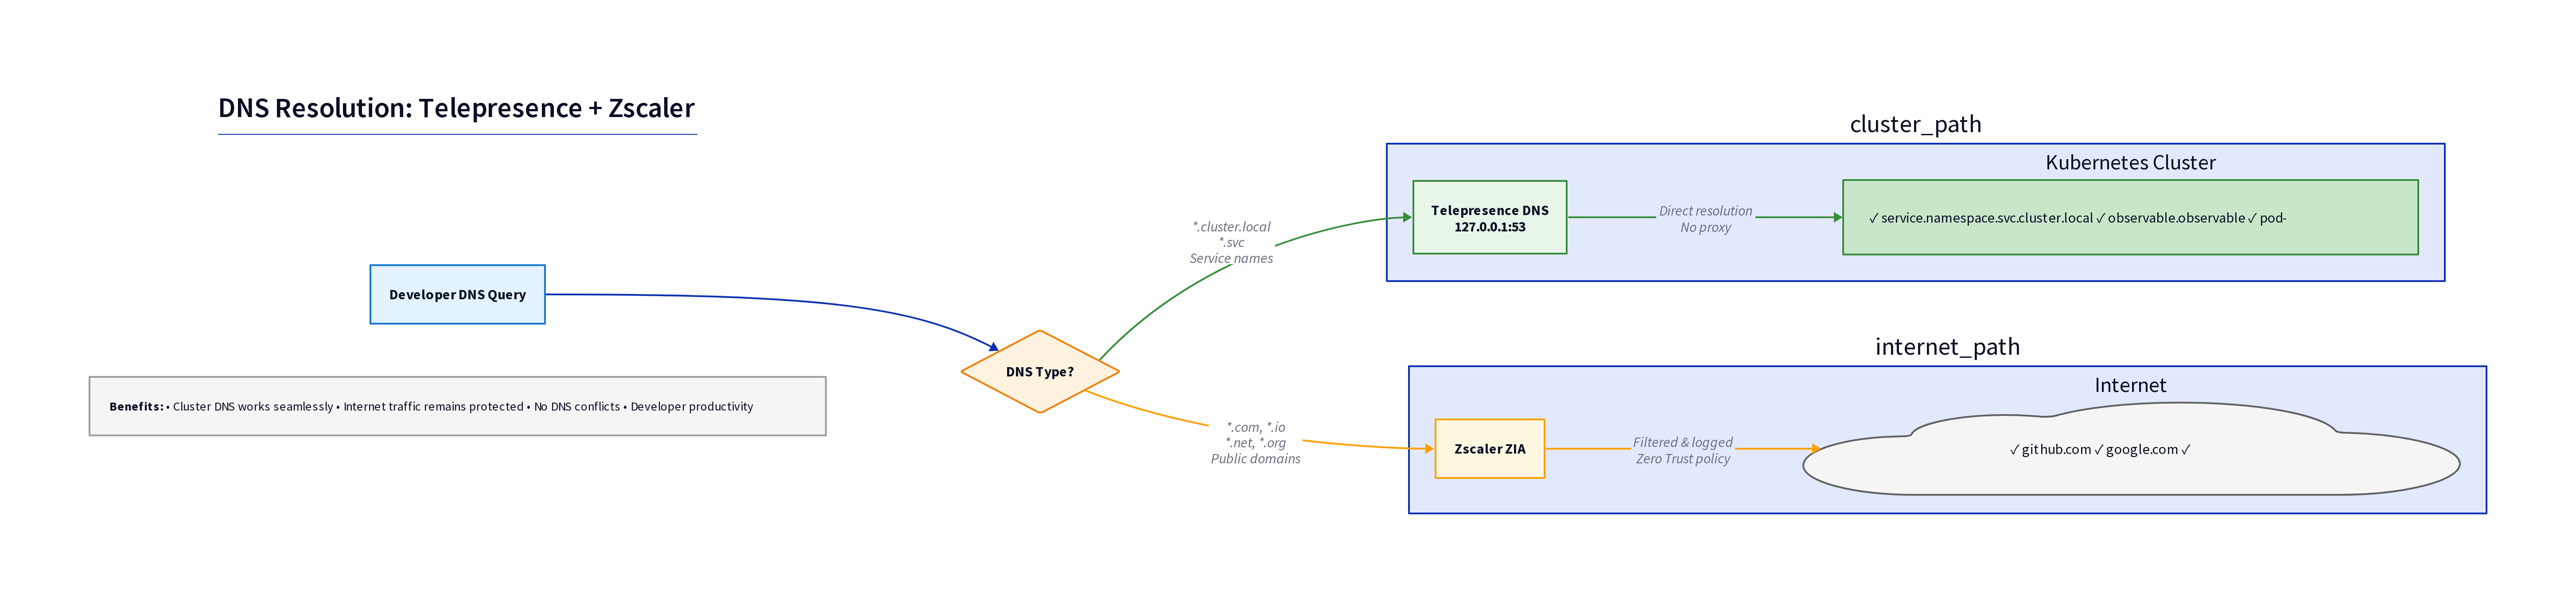 DNS Resolution: Telepresence + Zscaler
Developer DNS Query
Benefits: • Cluster DNS works seamlessly • Internet traffic remains protected • No DNS conflicts • Developer productivity
DNS Type?
*.cluster.local
*.svc
Service names
*.com, *.io
*.net, *.org
Public domains
cluster_path
Kubernetes Cluster
Telepresence DNS
127.0.0.1:53
Direct resolution
No proxy
✓ service.namespace.svc.cluster.local ✓ observable.observable ✓ pod-
internet_path
Internet
Zscaler ZIA
Filtered & logged
Zero Trust policy
✓ github.com ✓ google.com ✓